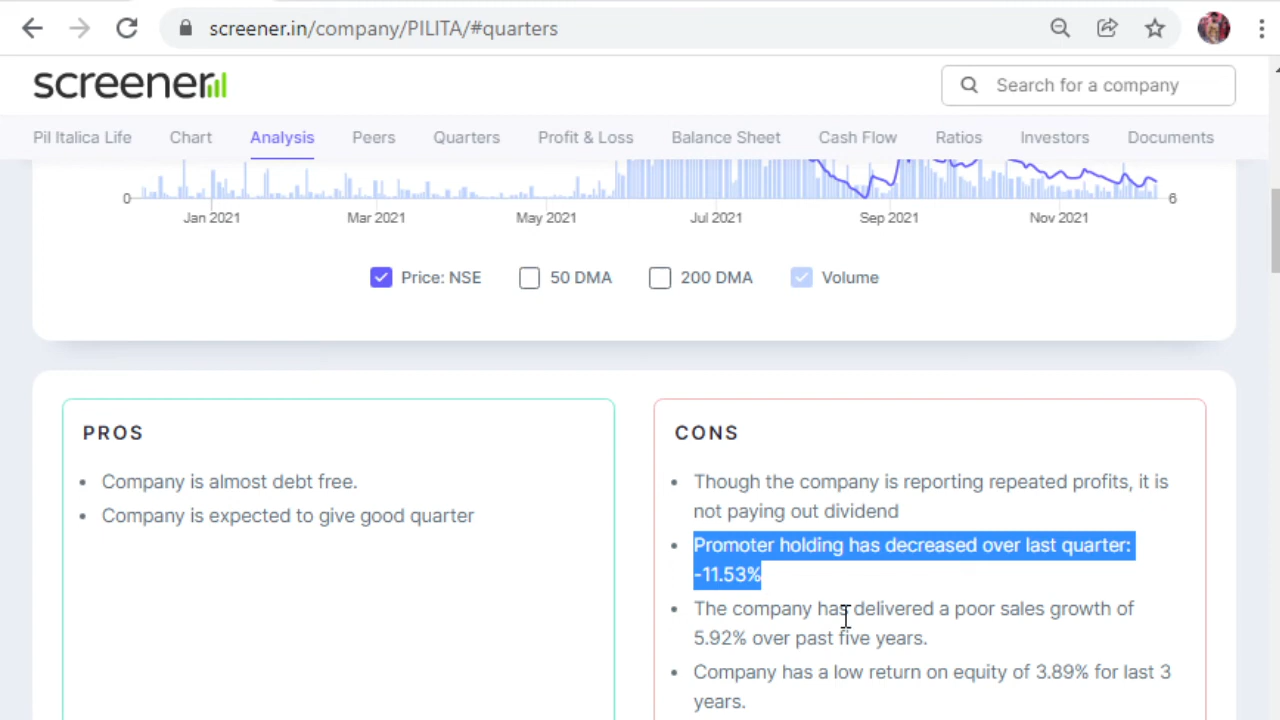 screener.in/company/PILITA/#quarters
screener
Search for a company
Pil Italica Life Chart Analysis Peers Quarters Profit & Loss Balance Sheet Cash Flow Ratios Investors Documents
0 6
Jan 2021 Mar 2021 May 2021 Jul 2021 Sep 2021 Nov 2021
Price: NSE 50 DMA 200 DMA Volume
PROS
• Company is almost debt free.
• Company is expected to give good quarter
CONS
• Though the company is reporting repeated profits, it is
not paying out dividend
• Promoter holding has decreased over last quarter:
-11.53%
• The company has delivered a poor sales growth of
5.92% over past five years.
• Company has a low return on equity of 3.89% for last 3
years.